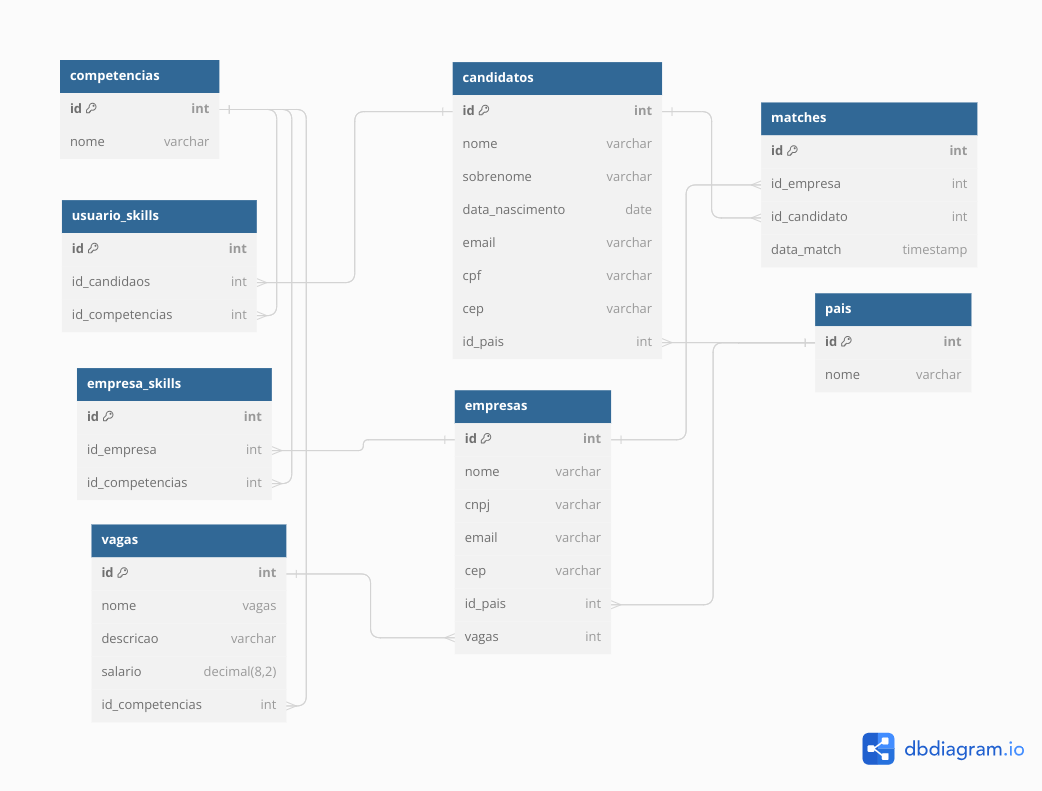 competencias
id int
nome varchar
usuario_skills
id int
id_candidaos int
id_competencias int
empresa_skills
id int
id_empresa int
id_competencias int
vagas
id int
nome vagas
descricao varchar
salario decimal(8,2)
id_competencias int
candidatos
id int
nome varchar
sobrenome varchar
data_nascimento date
email varchar
cpf varchar
cep varchar
id_pais int
empresas
id int
nome varchar
cnpj varchar
email varchar
cep varchar
id_pais int
vagas int
matches
id int
id_empresa int
id_candidato int
data_match timestamp
pais
id int
nome varchar
dbdiagram.io